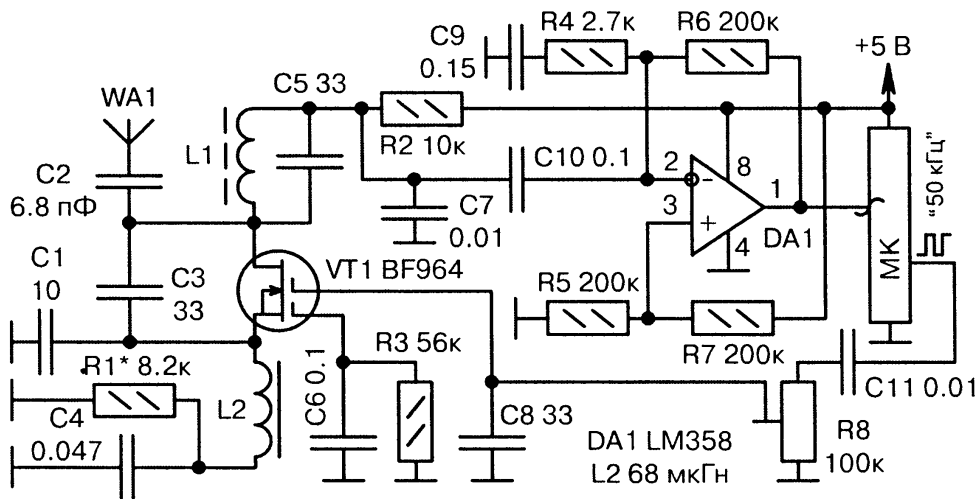 C9
0.15
R4 2.7к
R6 200к
+5 В
WA1
C5 33
L1
R2 10к
C2
6.8 пФ
C10 0.1
2
3
8
1
4
-
+
DA1
МК
"50 кГц"
C7
0.01
C1
10
C3
33
VT1 BF964
R5 200к
R7 200к
R1* 8.2к
C4
0.047
L2
C6 0.1
R3 56к
C8 33
C11 0.01
R8
100к
DA1 LM358
L2 68 мкГн